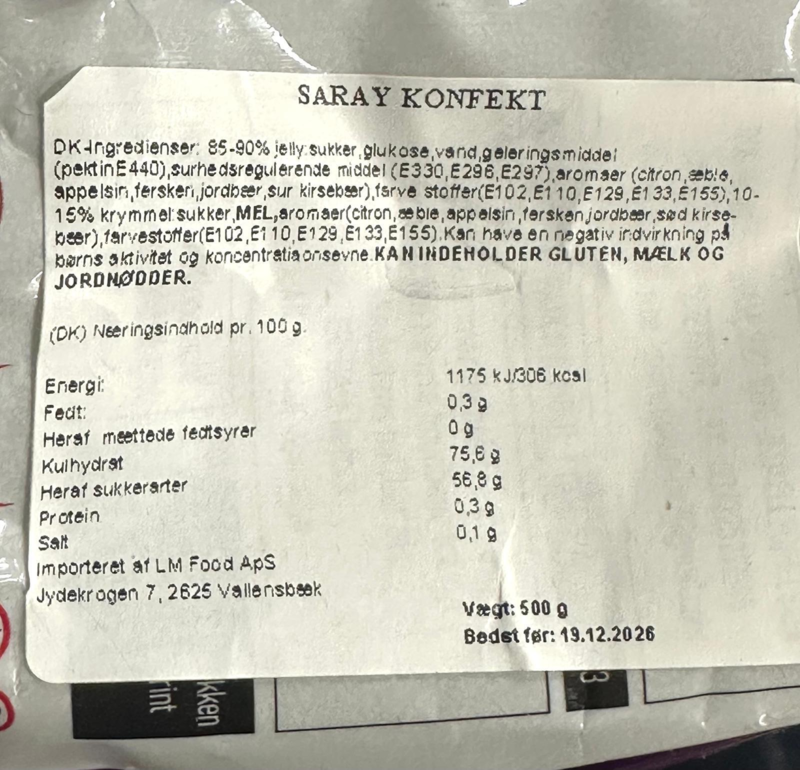 SARAY KONFEKT
DK-Ingredienser: 85-90% jelly:sukker,glukose,vand,geleringsmiddel
(pektinE440),surhedsregulerende middel (E330,E296,E297),aromaer (citron,æble,
appelsin,fersken,jordbær,sur kirsebær),farve stoffer(E102,E110,E129,E133,E155),10-
15% krymmel:sukker,MEL,aromaer(citron,æble,appelsin,fersken,jordbær,sød kirse-
bær),farvestoffer(E102,E110,E129,E133,E155).Kan have en negativ indvirkning på
børns aktivitet og koncentratiaonsevne.KAN INDEHOLDER GLUTEN, MÆLK OG
JORDNØDDER.
(DK) Næringsindhold pr. 100 g.
Energi: 1175 kJ/306 kcal
Fedt: 0,3 g
Heraf mættede fedtsyrer 0 g
Kulhydrat 75,6 g
Heraf sukkerarter 56,8 g
Protein 0,3 g
Salt 0,1 g
Importeret af LM Food ApS
Jydekrogen 7, 2625 Vallensbæk
Vægt: 500 g
Bedst før: 19.12.2026
kken
rint
3